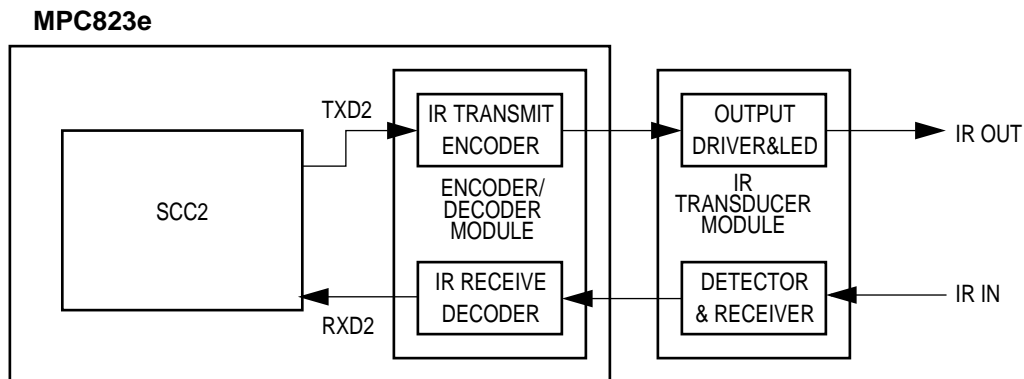 MPC823e
TXD2
IR TRANSMIT
ENCODER
OUTPUT
DRIVER&LED
IR OUT
SCC2
ENCODER/
DECODER
MODULE
IR
TRANSDUCER
MODULE
IR RECEIVE
DECODER
DETECTOR
& RECEIVER
IR IN
RXD2